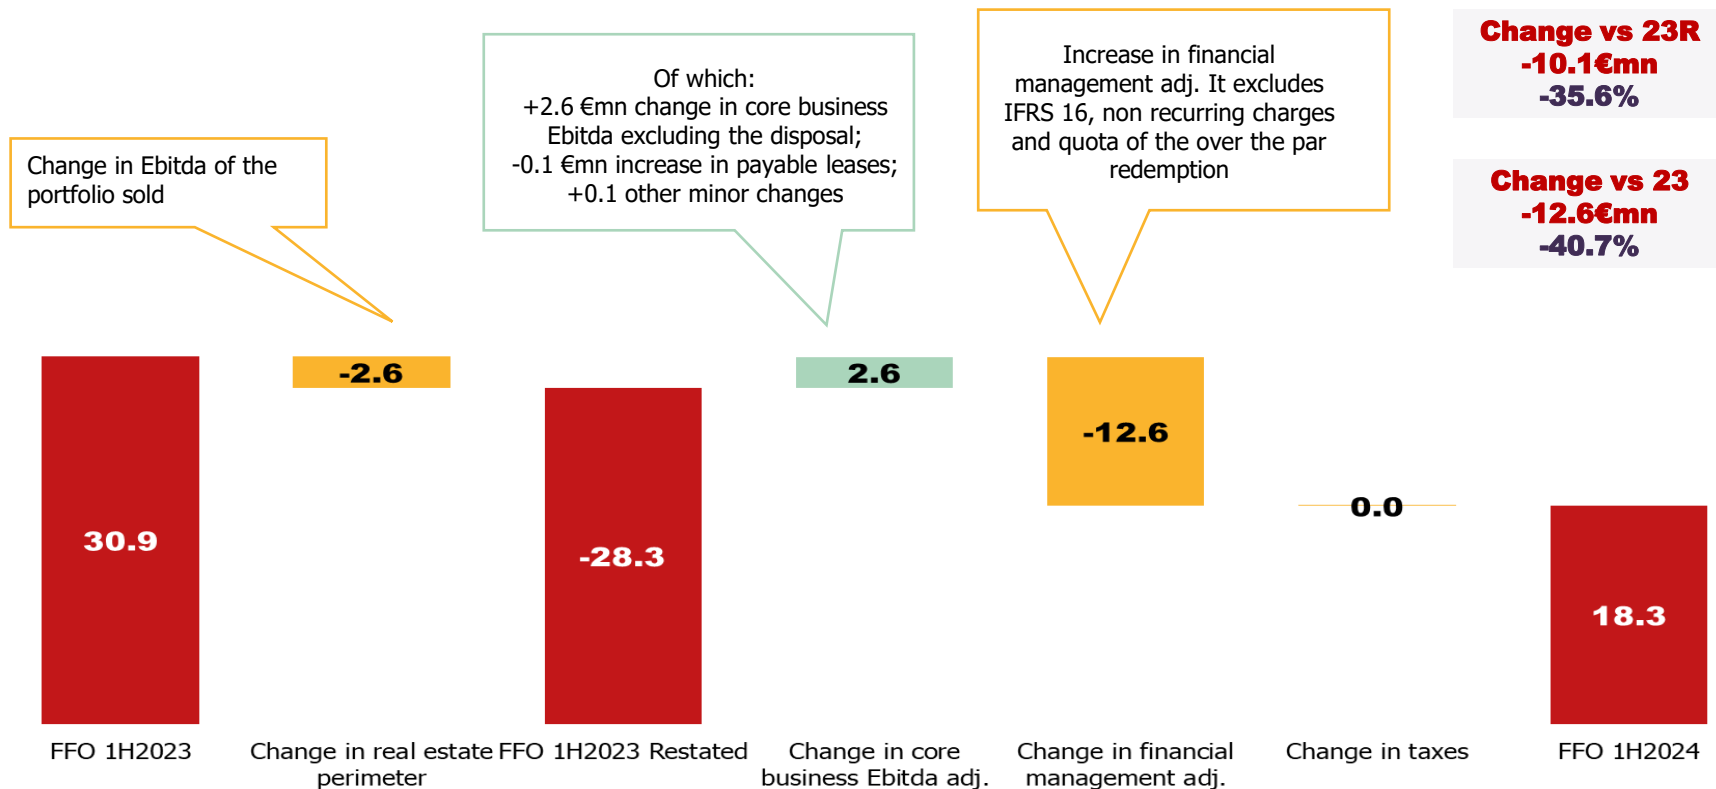 Change in Ebitda of the
portfolio sold
Of which:
+2.6 €mn change in core business
Ebitda excluding the disposal;
-0.1 €mn increase in payable leases;
+0.1 other minor changes
Increase in financial
management adj. It excludes
IFRS 16, non recurring charges
and quota of the over the par
redemption
Change vs 23R
-10.1€mn
-35.6%
Change vs 23
-12.6€mn
-40.7%
30.9
-2.6
-28.3
2.6
-12.6
0.0
18.3
FFO 1H2023
Change in real estate
perimeter
FFO 1H2023 Restated
Change in core
business Ebitda adj.
Change in financial
management adj.
Change in taxes
FFO 1H2024